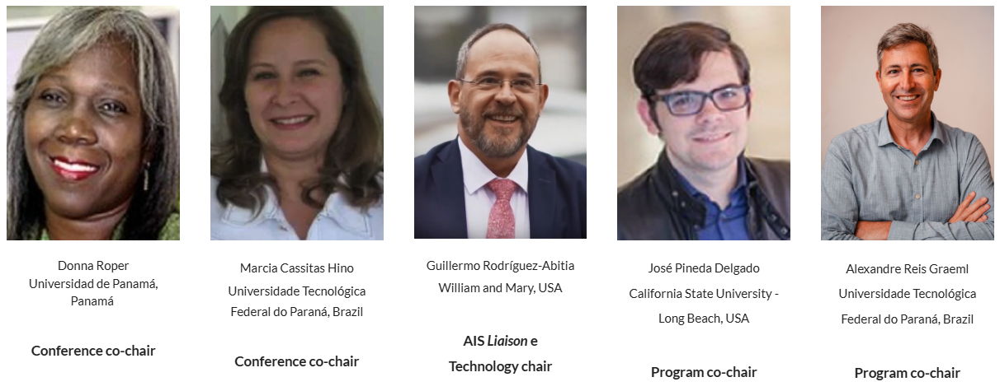 Donna Roper
Universidad de Panamá,
Panamá
Conference co-chair
Marcia Cassitas Hino
Universidade Tecnológica
Federal do Paraná, Brazil
Conference co-chair
Guillermo Rodríguez-Abitia
William and Mary, USA
AIS Liaison e
Technology chair
José Pineda Delgado
California State University -
Long Beach, USA
Program co-chair
Alexandre Reis Graeml
Universidade Tecnológica
Federal do Paraná, Brazil
Program co-chair